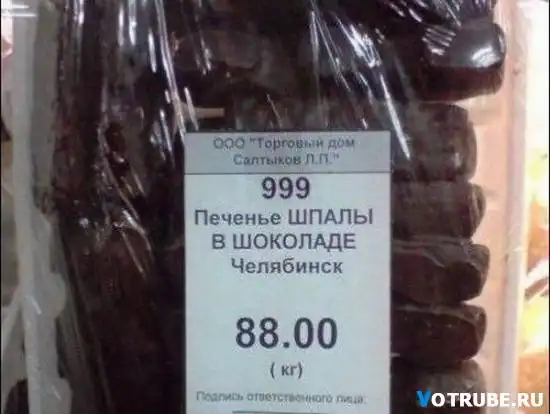 ООО "Торговый дом
Салтыков Л.П."
999
Печенье ШПАЛЫ
В ШОКОЛАДЕ
Челябинск
88.00
( кг)
Подпись ответственного лица:
VOTRUBE.RU